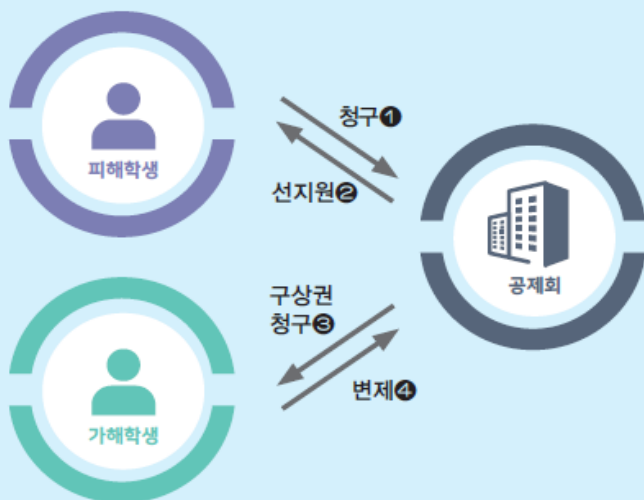 청구❶
피해학생
선지원❷
공제회
구상권
청구❸
변제❹
가해학생